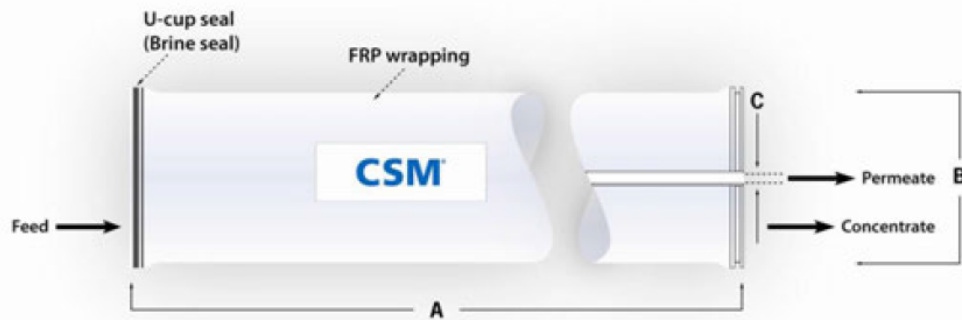 U-cup seal
(Brine seal)
FRP wrapping
C
CSM
Permeate
B
Feed
Concentrate
A